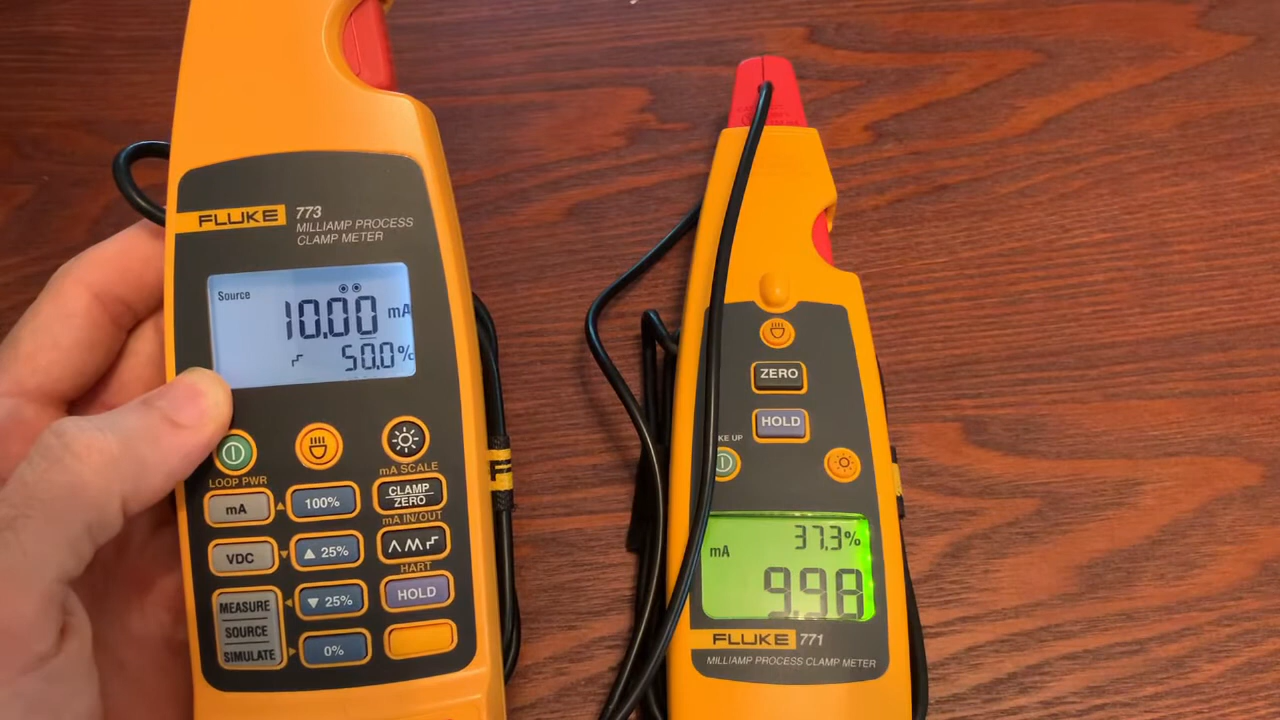 FLUKE 773
MILLIAMP PROCESS
CLAMP METER
Source
10.00 mA
50.0%
LOOP PWR
mA SCALE
mA
100%
CLAMP
ZERO
mA IN/OUT
VDC
▲ 25%
HART
MEASURE
SOURCE
SIMULATE
▼ 25%
HOLD
0%
ZERO
HOLD
KE UP
37.3%
mA
9.98
FLUKE 771
MILLIAMP PROCESS CLAMP METER